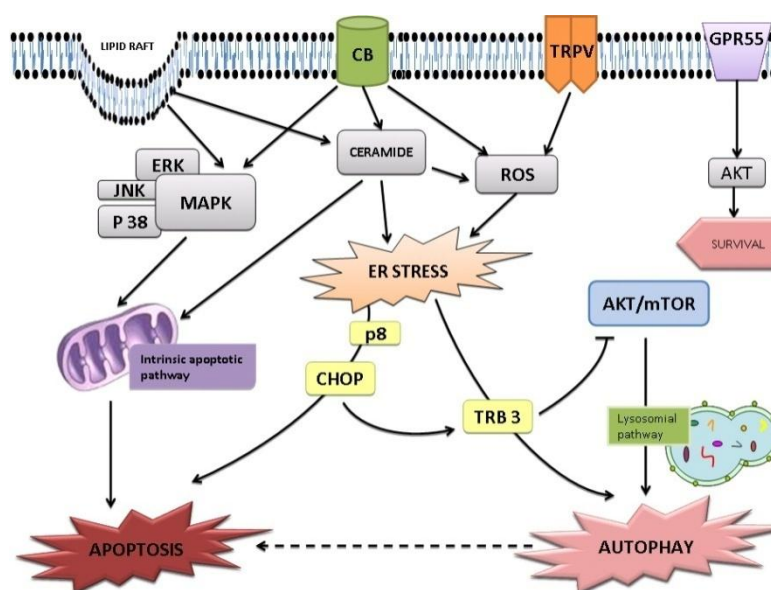 LIPID RAFT
CB
TRPV
GPR55
ERK
JNK
P 38
MAPK
CERAMIDE
ROS
AKT
SURVIVAL
ER STRESS
AKT/mTOR
p8
Intrinsic apoptotic
pathway
CHOP
TRB 3
Lysosomial
pathway
APOPTOSIS
AUTOPHAY